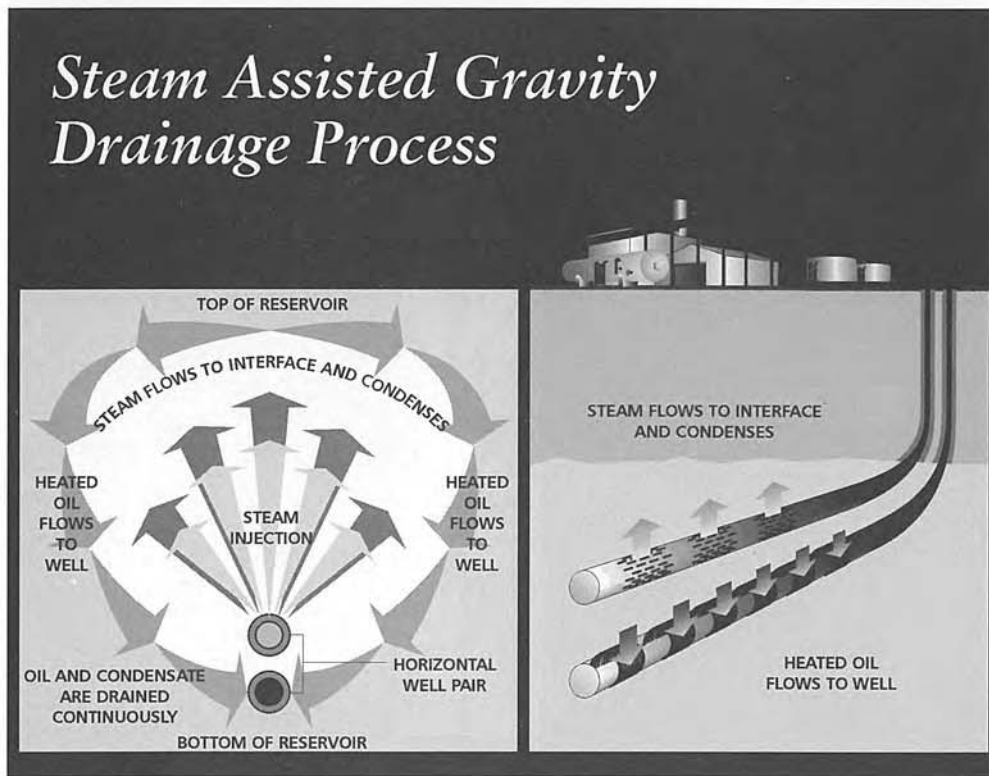 Steam Assisted Gravity
Drainage Process
TOP OF RESERVOIR
STEAM FLOWS TO INTERFACE AND CONDENSES
HEATED
OIL
FLOWS
TO
WELL
STEAM
INJECTION
HEATED
OIL
FLOWS
TO
WELL
OIL AND CONDENSATE
ARE DRAINED
CONTINUOUSLY
HORIZONTAL
WELL PAIR
BOTTOM OF RESERVOIR
STEAM FLOWS TO INTERFACE
AND CONDENSES
HEATED OIL
FLOWS TO WELL